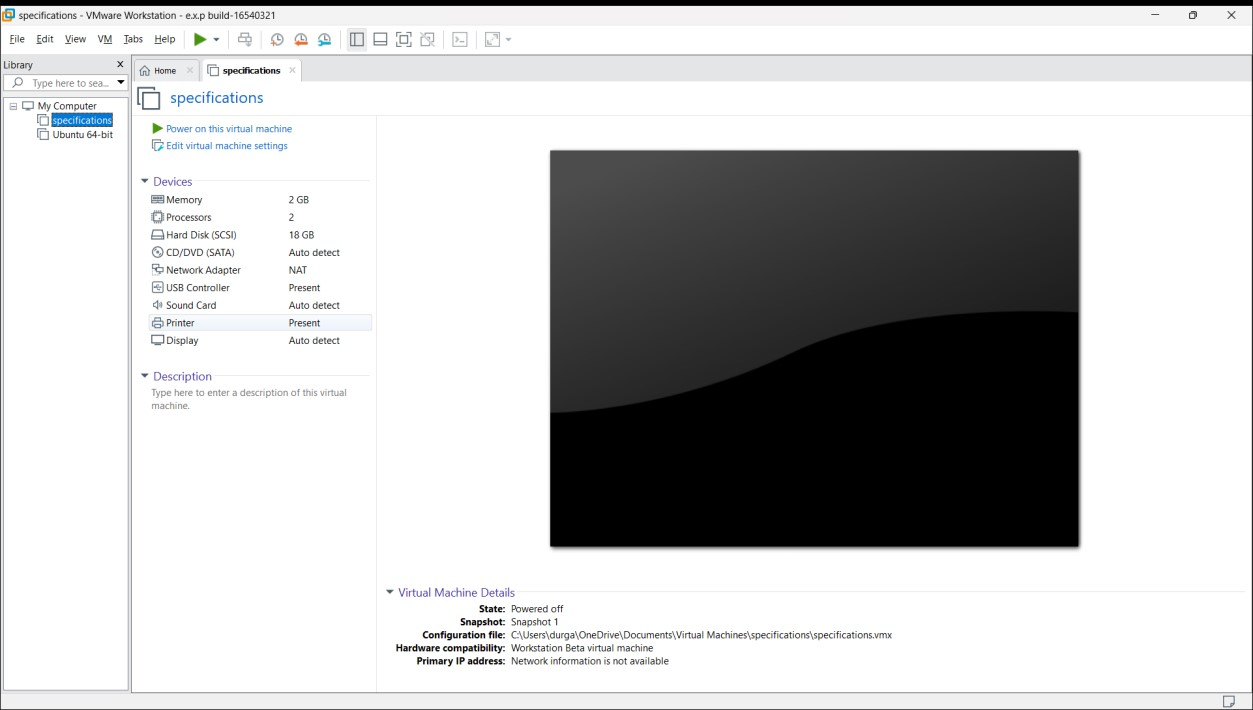 specifications - VMware Workstation - e.x.p build-16540321
File Edit View VM Tabs Help
Library x
Type here to sea...
My Computer
specifications
Ubuntu 64-bit
Home specifications
specifications
Power on this virtual machine
Edit virtual machine settings
Devices
Memory 2 GB
Processors 2
Hard Disk (SCSI) 18 GB
CD/DVD (SATA) Auto detect
Network Adapter NAT
USB Controller Present
Sound Card Auto detect
Printer Present
Display Auto detect
Description
Type here to enter a description of this virtual
machine.
Virtual Machine Details
State: Powered off
Snapshot: Snapshot 1
Configuration file: C:\Users\durga\OneDrive\Documents\Virtual Machines\specifications\specifications.vmx
Hardware compatibility: Workstation Beta virtual machine
Primary IP address: Network information is not available